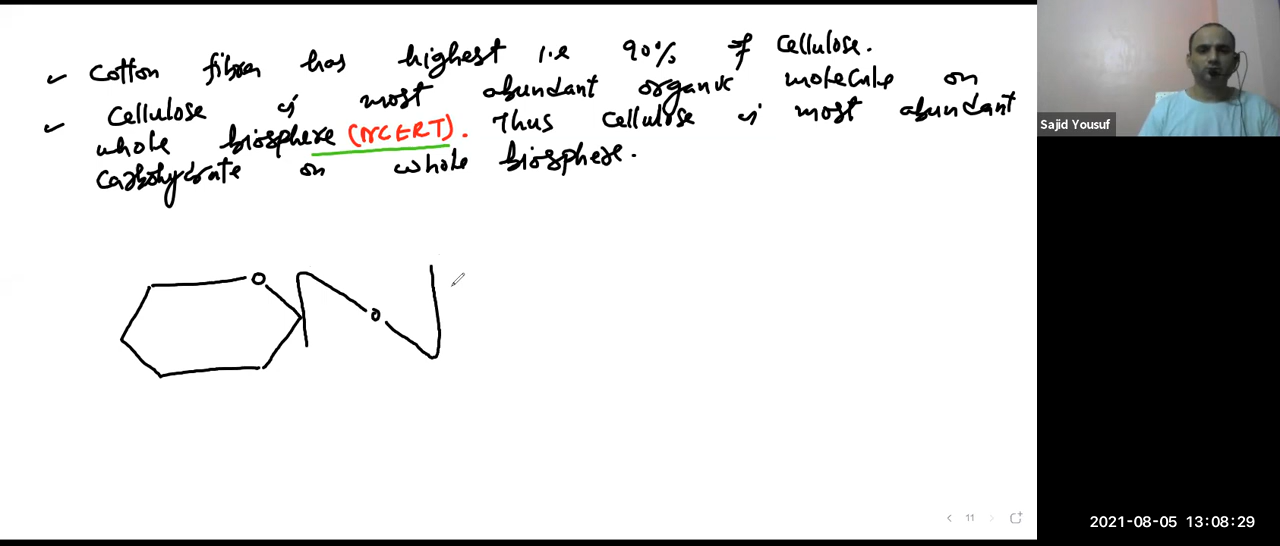 Cotton fiber has highest i.e 90% of cellulose.
Cellulose is most abundant organic molecule on
whole biosphere (NCERT). Thus cellulose is most abundant
carbohydrate on whole biosphere.
O
O
Sajid Yousuf
11
2021-08-05 13:08:29